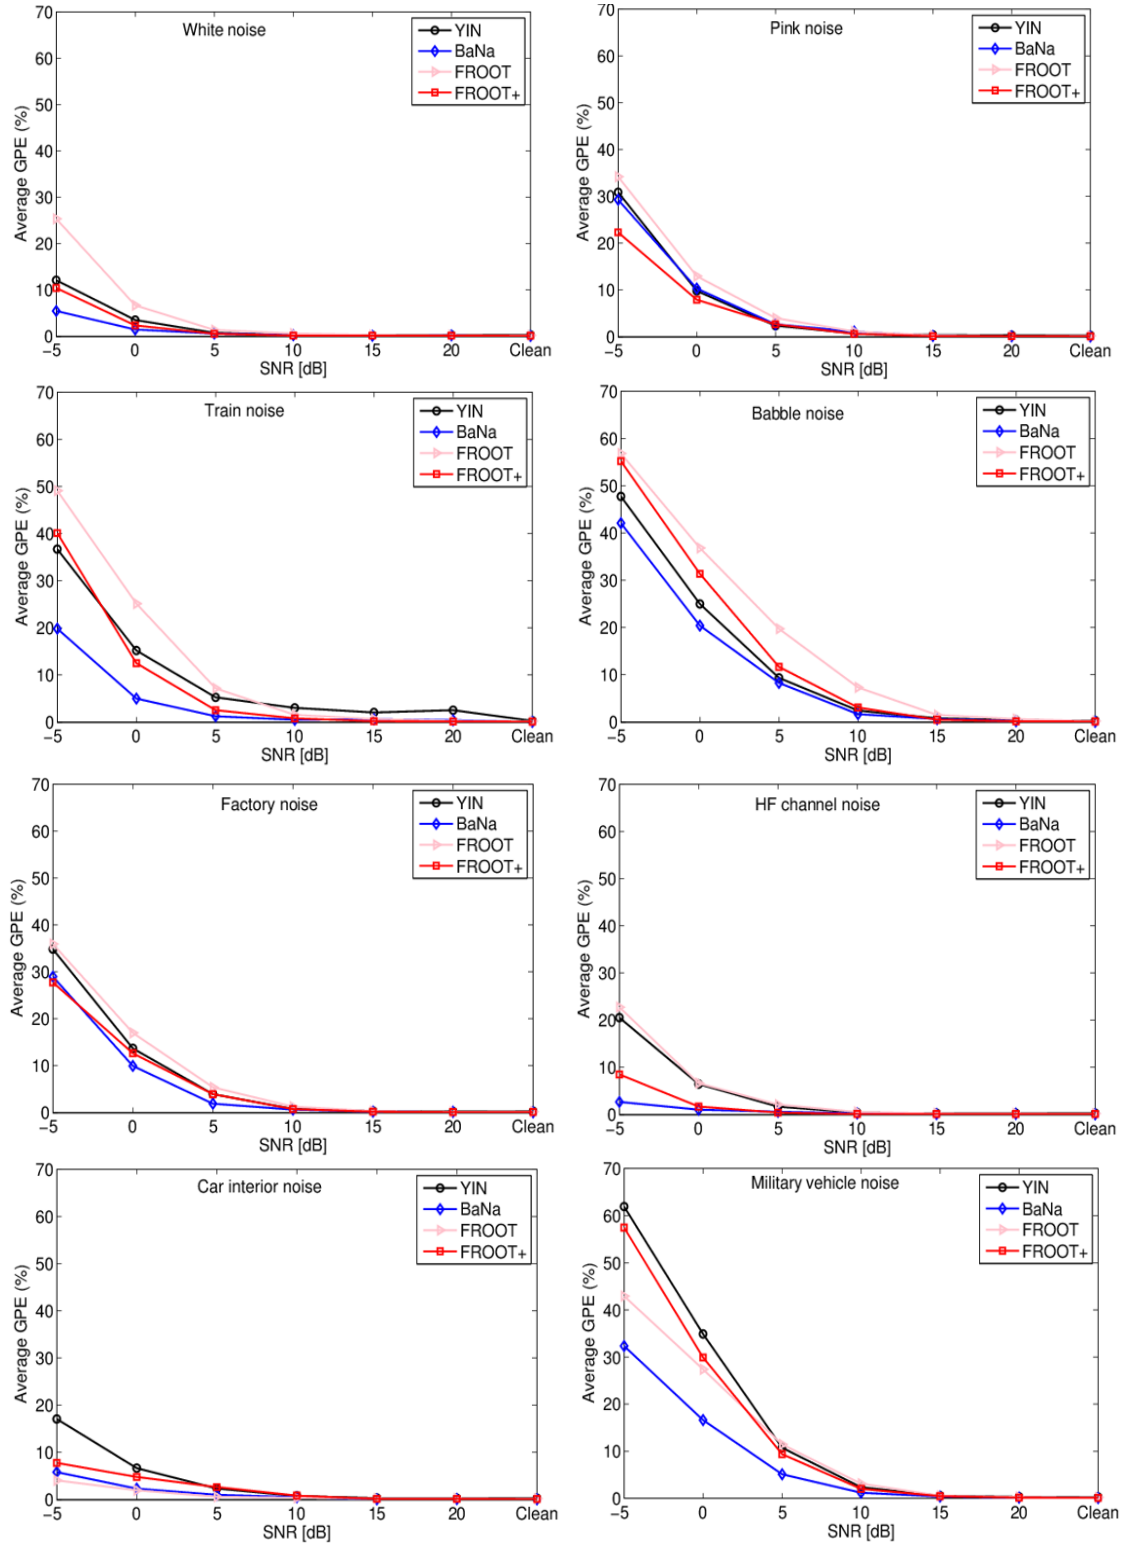 White noise
YIN
BaNa
FROOT
FROOT+
70
60
50
40
30
20
10
0
Average GPE (%)
−5 0 5 10 15 20 Clean
SNR [dB]
Pink noise
YIN
BaNa
FROOT
FROOT+
70
60
50
40
30
20
10
0
Average GPE (%)
−5 0 5 10 15 20 Clean
SNR [dB]
Train noise
YIN
BaNa
FROOT
FROOT+
70
60
50
40
30
20
10
0
Average GPE (%)
−5 0 5 10 15 20 Clean
SNR [dB]
Babble noise
YIN
BaNa
FROOT
FROOT+
70
60
50
40
30
20
10
0
Average GPE (%)
−5 0 5 10 15 20 Clean
SNR [dB]
Factory noise
YIN
BaNa
FROOT
FROOT+
70
60
50
40
30
20
10
0
Average GPE (%)
−5 0 5 10 15 20 Clean
SNR [dB]
HF channel noise
YIN
BaNa
FROOT
FROOT+
70
60
50
40
30
20
10
0
Average GPE (%)
−5 0 5 10 15 20 Clean
SNR [dB]
Car interior noise
YIN
BaNa
FROOT
FROOT+
70
60
50
40
30
20
10
0
Average GPE (%)
−5 0 5 10 15 20 Clean
SNR [dB]
Military vehicle noise
YIN
BaNa
FROOT
FROOT+
70
60
50
40
30
20
10
0
Average GPE (%)
−5 0 5 10 15 20 Clean
SNR [dB]